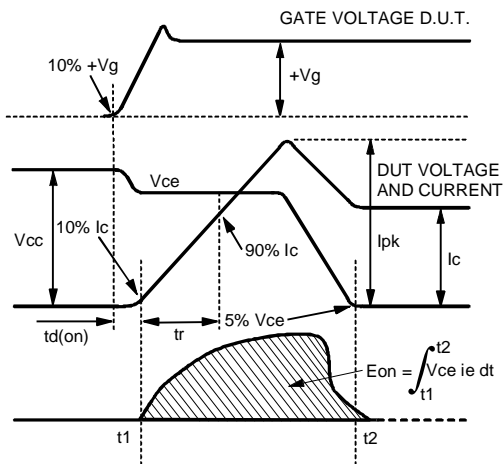 GATE VOLTAGE D.U.T.
10% +Vg
+Vg
Vce
DUT VOLTAGE
AND CURRENT
Vcc
10% Ic
90% Ic
Ipk
Ic
td(on)
tr
5% Vce
Eon = ∫ Vce ie dt
t2
t1
t1
t2